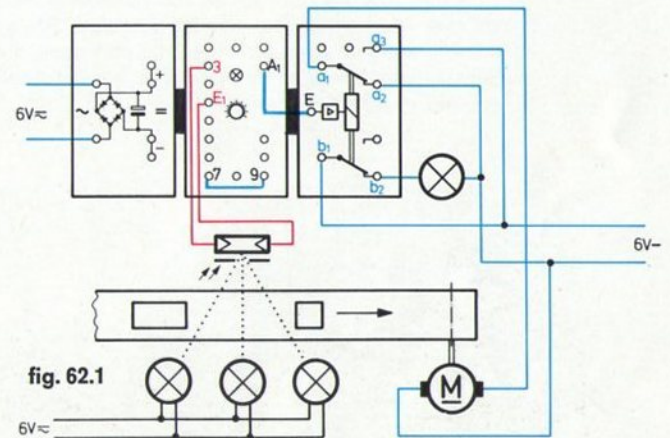 6V≂
~
+
=
−
3
A₁
E₁
7 9
a₃
a₁
a₂
E
b₁
b₂
6V−
M
fig. 62.1
6V≂